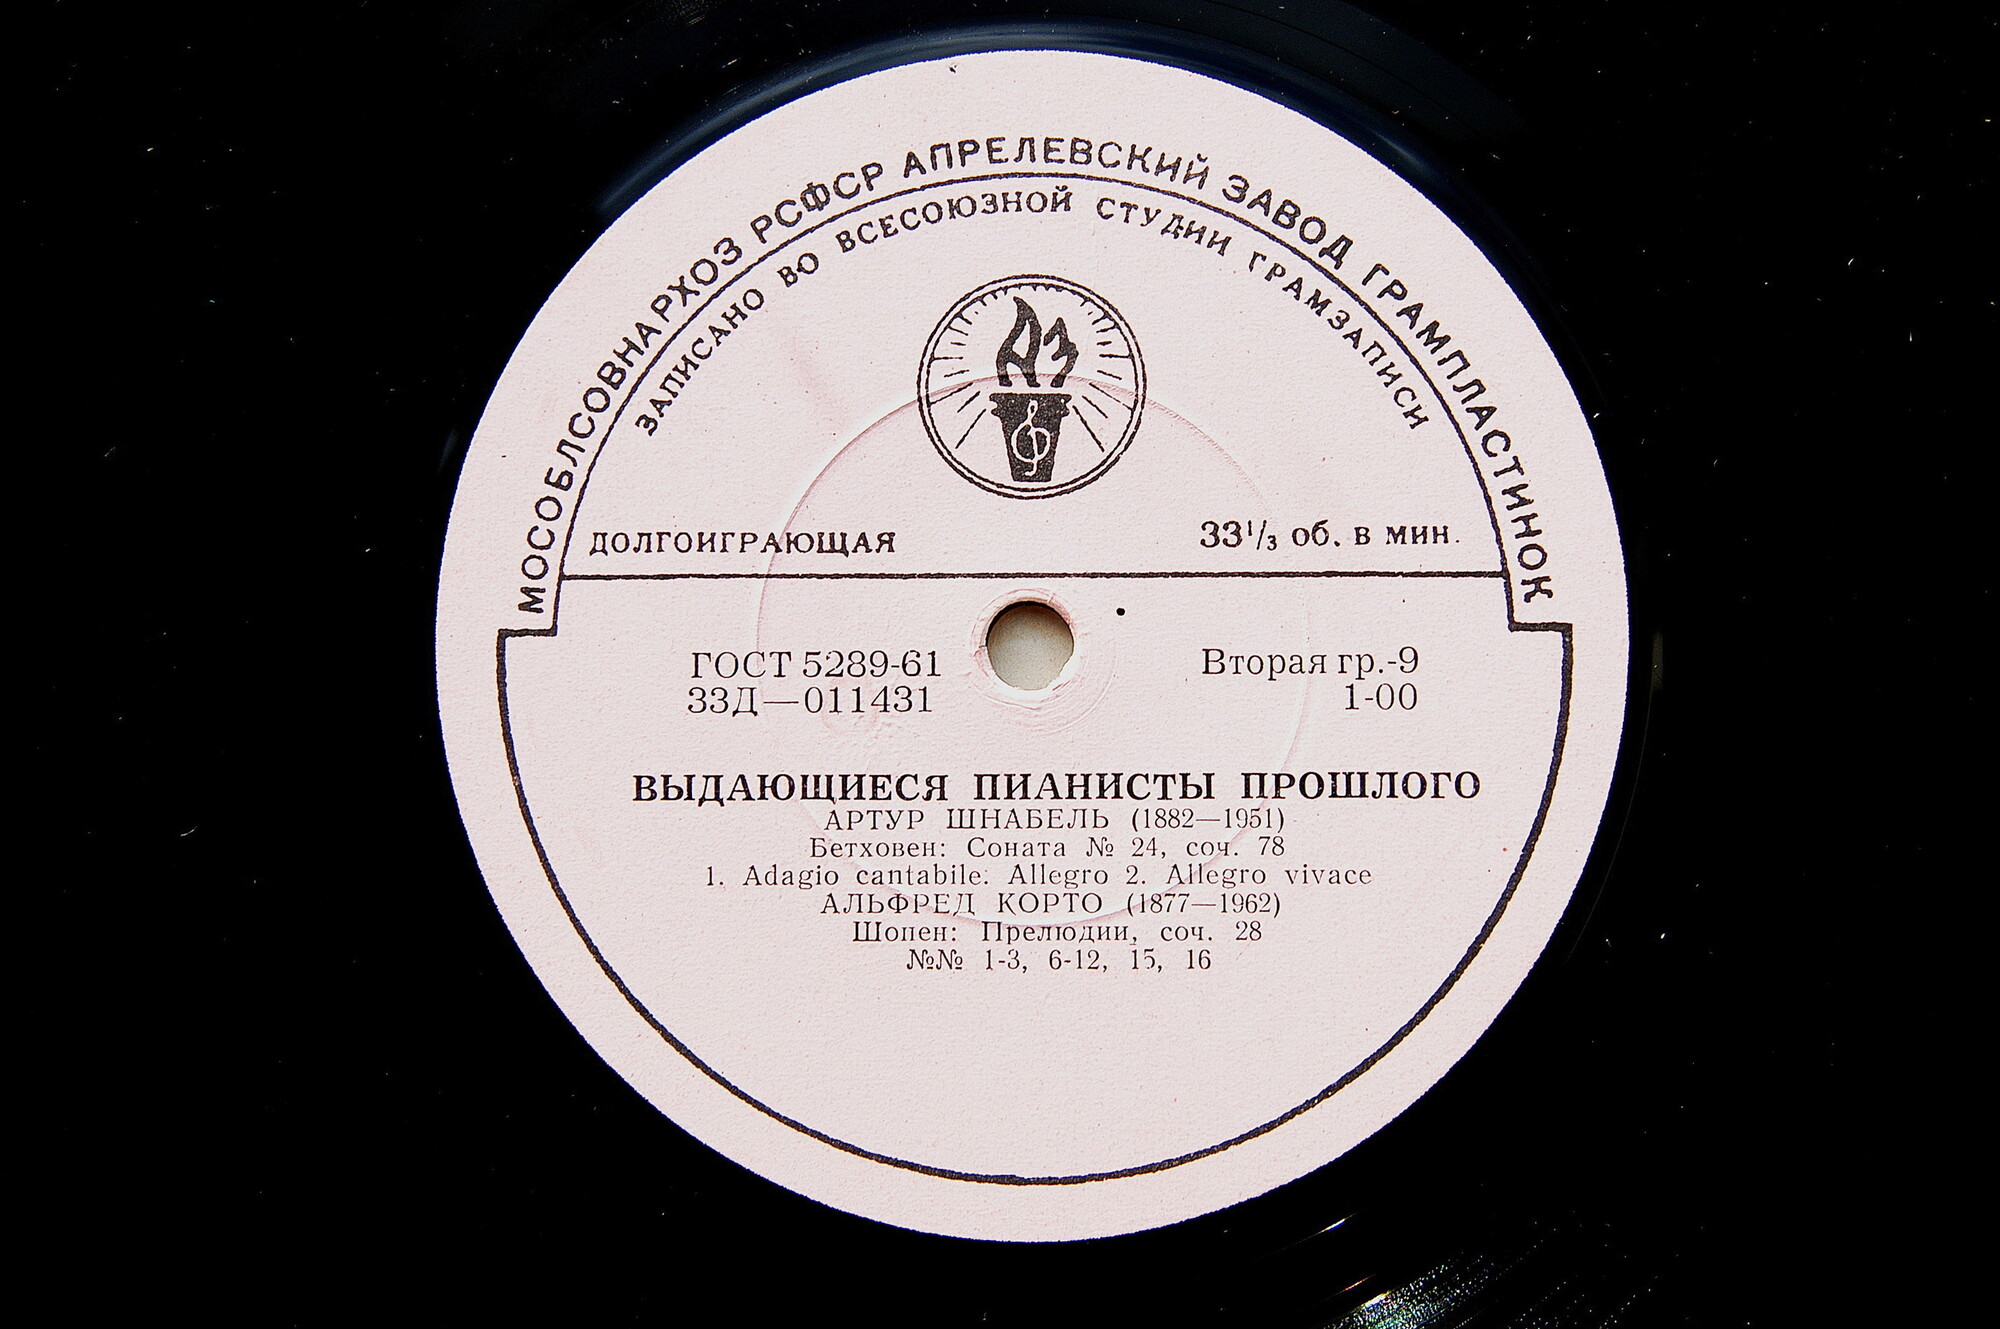 МОСОБЛСОВНАРХОЗ РСФСР АПРЕЛЕВСКИЙ ЗАВОД ГРАМПЛАСТИНОК
ЗАПИСАНО ВО ВСЕСОЮЗНОЙ СТУДИИ ГРАМЗАПИСИ
ДОЛГОИГРАЮЩАЯ 33 1/3 об. в мин.
ГОСТ 5289-61 Вторая гр.-9
33Д—011431 1-00
ВЫДАЮЩИЕСЯ ПИАНИСТЫ ПРОШЛОГО
АРТУР ШНАБЕЛЬ (1882—1951)
Бетховен: Соната № 24, соч. 78
1. Adagio cantabile. Allegro 2. Allegro vivace
АЛЬФРЕД КОРТО (1877—1962)
Шопен: Прелюдии, соч. 28
№№ 1-3, 6-12, 15, 16